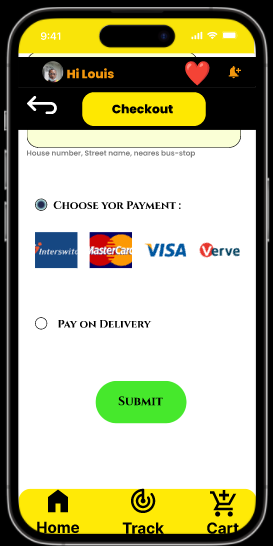 9:41
Hi Louis
Checkout
House number, Street name, neares bus-stop
Choose yor Payment :
Interswitc MasterCard VISA Verve
Pay on Delivery
Submit
Home Track Cart